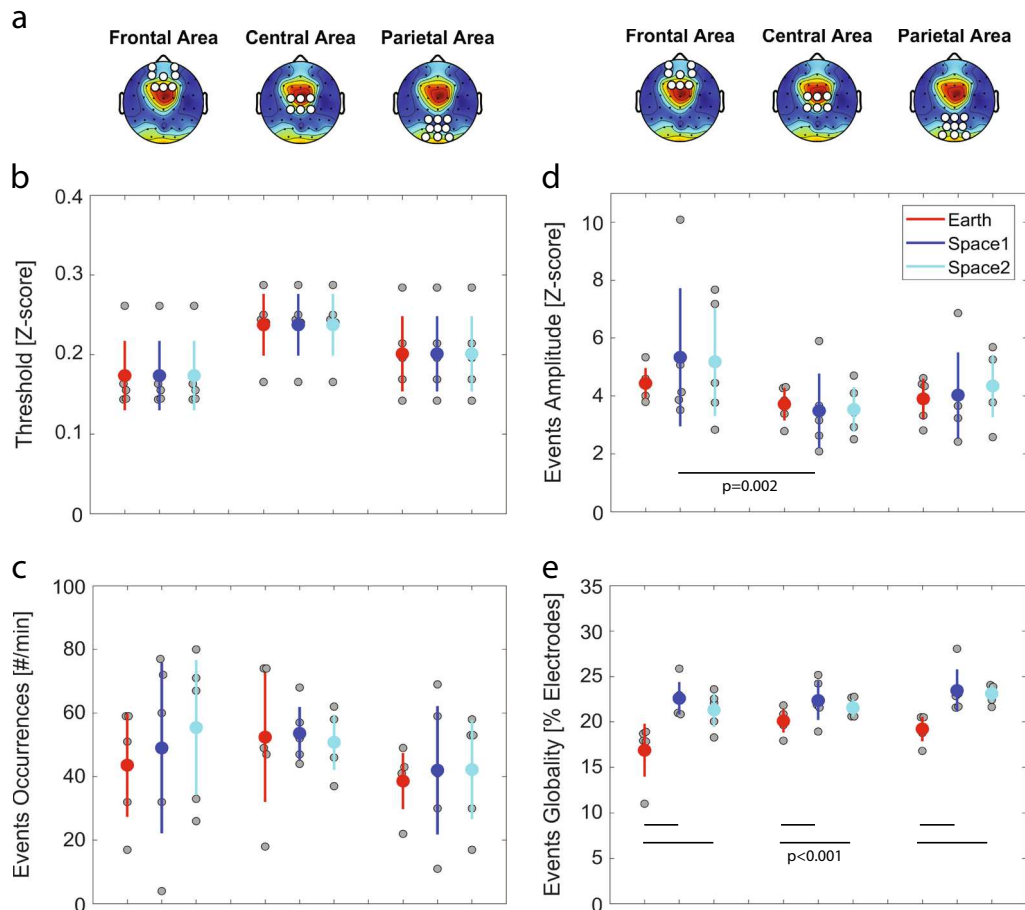 a
Frontal Area Central Area Parietal Area
Frontal Area Central Area Parietal Area
b
Threshold [Z-score]
0.4
0.3
0.2
0.1
0
d
Events Amplitude [Z-score]
10
8
6
4
2
0
Earth
Space1
Space2
p=0.002
c
Events Occurrences [#/min]
100
80
60
40
20
0
e
Events Globality [% Electrodes]
35
30
25
20
15
10
5
0
p<0.001